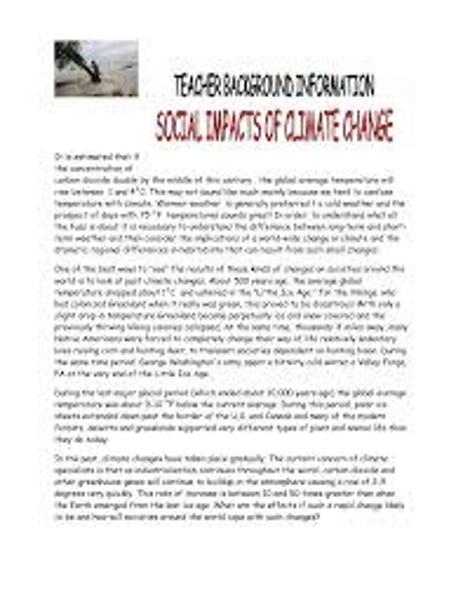 TEACHER BACKGROUND INFORMATION
SOCIAL IMPACTS OF CLIMATE CHANGE
It is estimated that if
the concentration of
carbon dioxide double by the middle of this century, the global average temperature will
rise between 1 and 4°C. This may not sound like much mainly because we tend to confuse
temperature with climate. Warmer weather is generally preferred to cold weather and the
prospect of days with 75 °F temperatures sounds great! In order to understand what all
the fuss is about it is necessary to understand the difference between long-term and short-
term weather and then consider the implications of a world-wide change in climate and the
dramatic regional differences in that can result from such small changes.
One of the best ways to "see" the results of these kinds of changes on societies around the
world is to look at past climate changes. About 500 years ago, the average global
temperature dropped about 1°C and ushered in the "Little Ice Age." For the Vikings, who
had colonized Greenland when it really was green, this proved to be disastrous. With only a
slight drop in temperature Greenland became perpetually ice and snow covered and the
previously thriving Viking colonies collapsed. At the same time, thousands of miles away, many
Native Americans were forced to completely change their way of life relatively sedentary
lives raising corn and hunting deer, to transient societies dependent on hunting bison. During
the same time period George Washington's army spent a bitterly cold winter at Valley Forge,
PA at the very end of the Little Ice Age.
During the last major glacial period (which ended about 10,000 years ago) the global average
temperature was about below the current average. During this period, polar ice
sheets extended down past the border of the U.S. and Canada and many of the modern
forests, deserts and grasslands supported very different types of plant and animal life than
they do today.
In the past, climate changes have taken place gradually. The current concern of climate
specialists is that as industrialization continues throughout the world, carbon dioxide and
other greenhouse gases will continue to buildup in the atmosphere causing a rise of
degrees very quickly. This rate of increase is between 10 and 50 times greater than when
the Earth emerged from the last ice age. What are the effects of such a rapid change likely
to be and how will societies around the world cope with such changes?